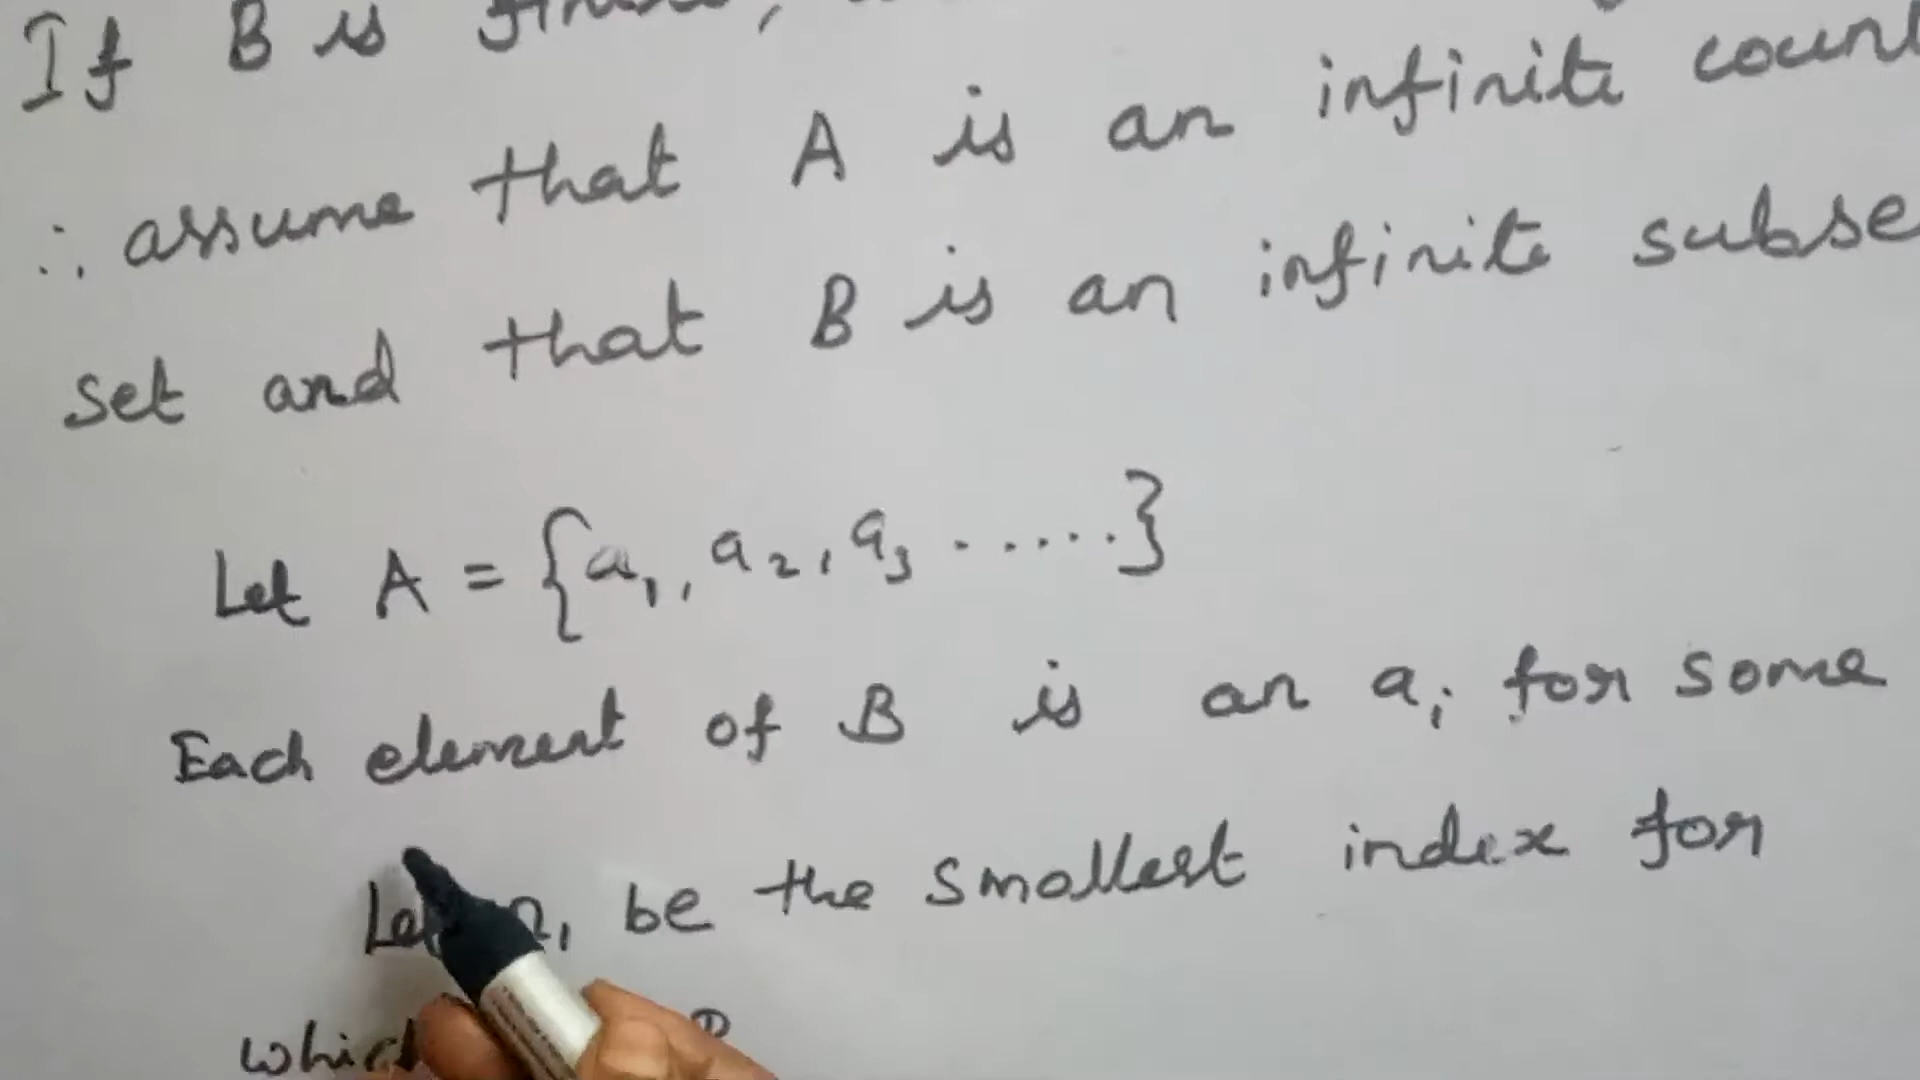 If B is
∴ assume that A is an infinite
set and that B is an infinite
Let A = {a₁, a₂, a₃ ......}
Each element of B is an aᵢ for some
be the smallest index for